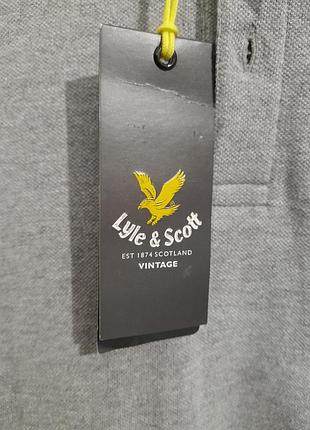 Lyle & Scott
EST 1874 SCOTLAND
VINTAGE